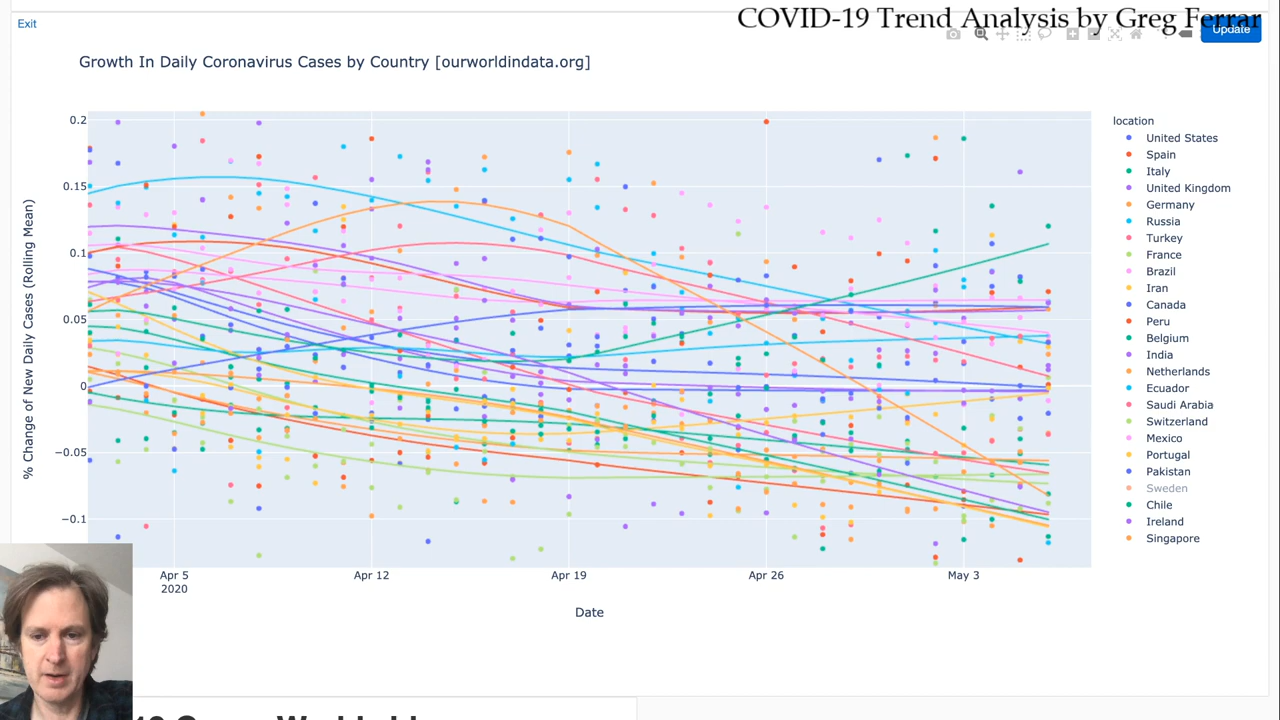 COVID-19 Trend Analysis by Greg Ferrar
Exit
Update
Growth In Daily Coronavirus Cases by Country [ourworldindata.org]
% Change of New Daily Cases (Rolling Mean)
0.2
0.15
0.1
0.05
0
−0.05
−0.1
Apr 5
2020
Apr 12
Apr 19
Apr 26
May 3
Date
location
United States
Spain
Italy
United Kingdom
Germany
Russia
Turkey
France
Brazil
Iran
Canada
Peru
Belgium
India
Netherlands
Ecuador
Saudi Arabia
Switzerland
Mexico
Portugal
Pakistan
Sweden
Chile
Ireland
Singapore